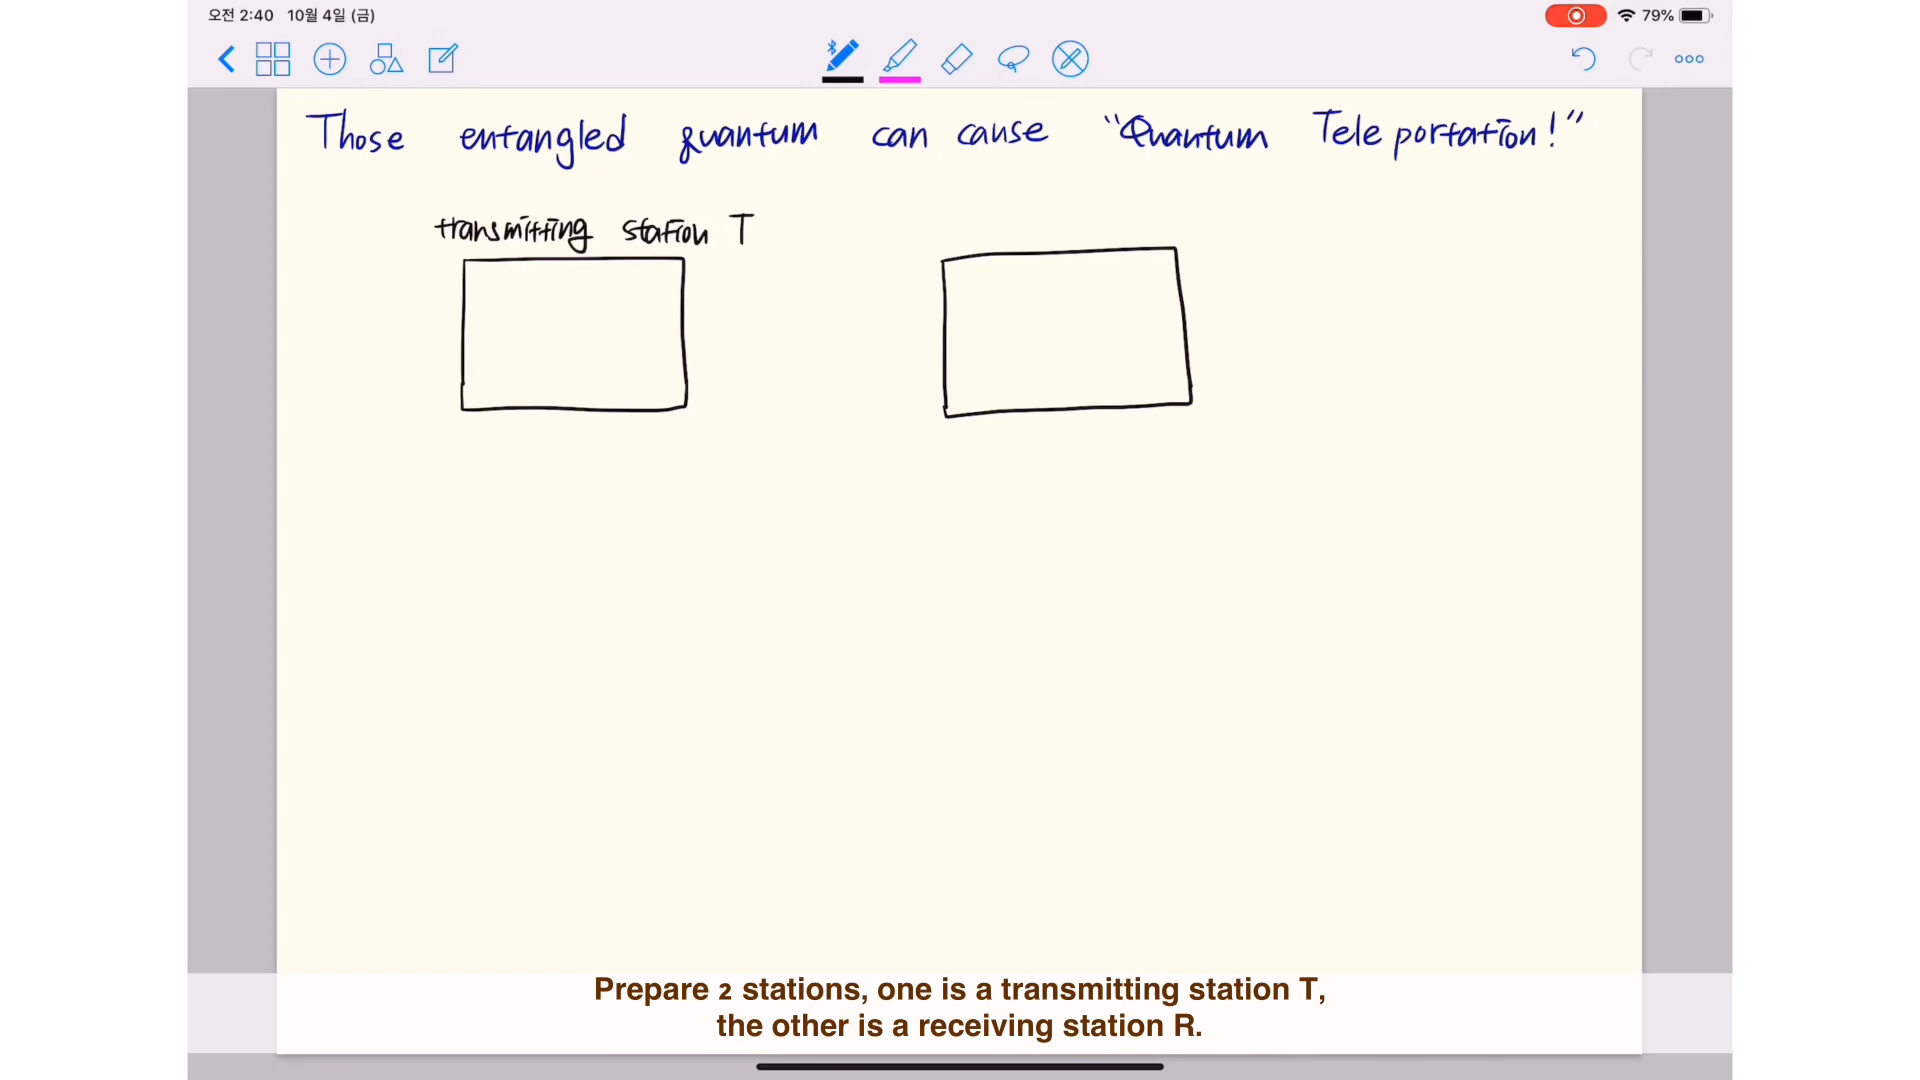 오전 2:40 10월 4일 (금) 79%
Those entangled quantum can cause "Quantum Teleportation!"
transmitting station T
Prepare 2 stations, one is a transmitting station T,
the other is a receiving station R.